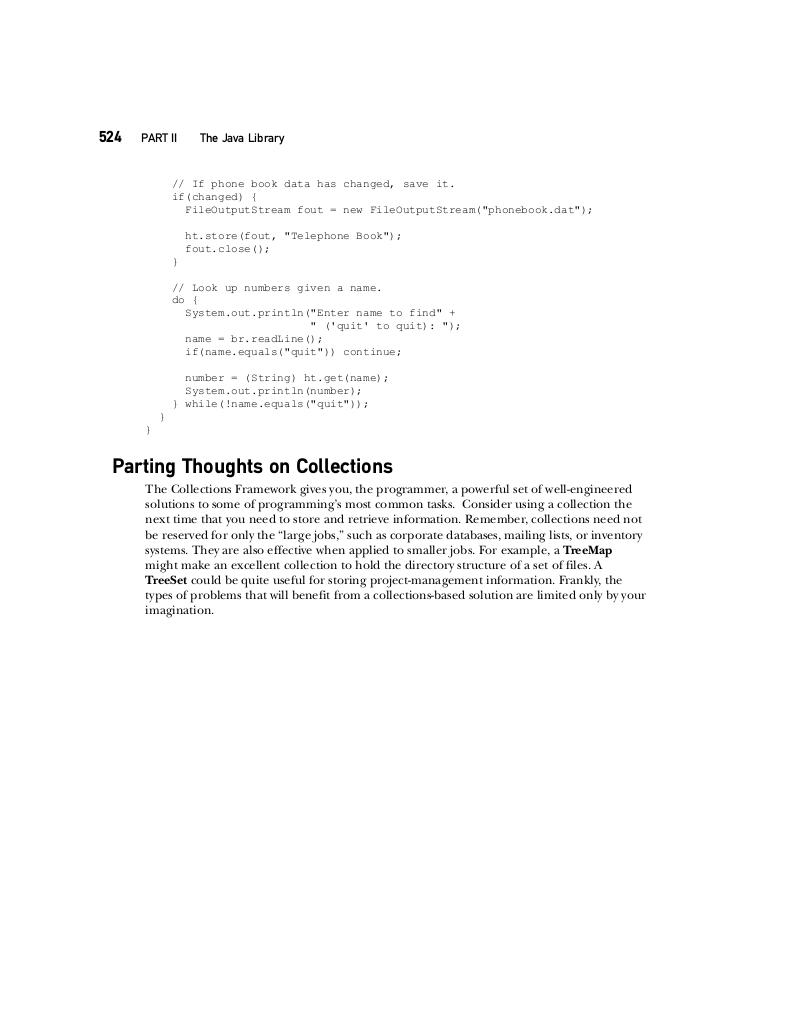 524 PART II The Java Library
// If phone book data has changed, save it.
if(changed) {
FileOutputStream fout = new FileOutputStream("phonebook.dat");
ht.store(fout, "Telephone Book");
fout.close();
}
// Look up numbers given a name.
do {
System.out.println("Enter name to find" +
" ('quit' to quit): ");
name = br.readLine();
if(name.equals("quit")) continue;
number = (String) ht.get(name);
System.out.println(number);
} while(!name.equals("quit"));
}
}
Parting Thoughts on Collections
The Collections Framework gives you, the programmer, a powerful set of well-engineered
solutions to some of programming’s most common tasks. Consider using a collection the
next time that you need to store and retrieve information. Remember, collections need not
be reserved for only the “large jobs,” such as corporate databases, mailing lists, or inventory
systems. They are also effective when applied to smaller jobs. For example, a TreeMap
might make an excellent collection to hold the directory structure of a set of files. A
TreeSet could be quite useful for storing project-management information. Frankly, the
types of problems that will benefit from a collections-based solution are limited only by your
imagination.